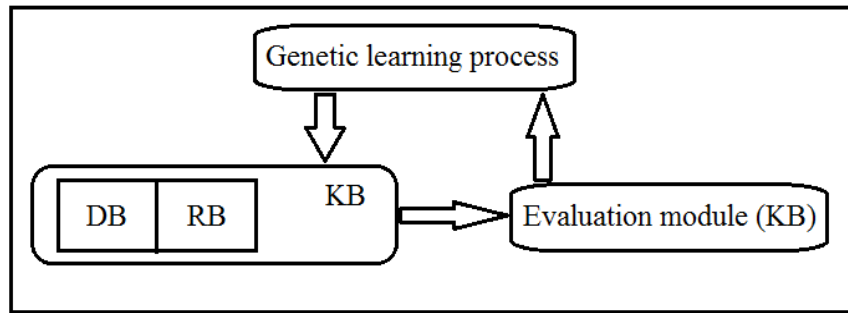 Genetic learning process
KB
DB
RB
Evaluation module (KB)